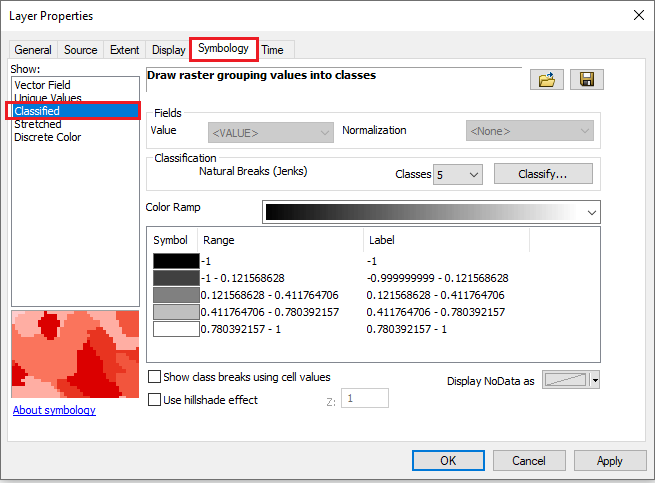 Layer Properties
General Source Extent Display Symbology Time
Show:
Vector Field
Unique Values
Classified
Stretched
Discrete Color
Draw raster grouping values into classes
Fields
Value <VALUE> Normalization <None>
Classification
Natural Breaks (Jenks) Classes 5 Classify...
Color Ramp
Symbol Range Label
-1 -1
-1 - 0.121568628 -0.999999999 - 0.121568628
0.121568628 - 0.411764706 0.121568628 - 0.411764706
0.411764706 - 0.780392157 0.411764706 - 0.780392157
0.780392157 - 1 0.780392157 - 1
Show class breaks using cell values
Display NoData as
Use hillshade effect Z: 1
About symbology
OK Cancel Apply